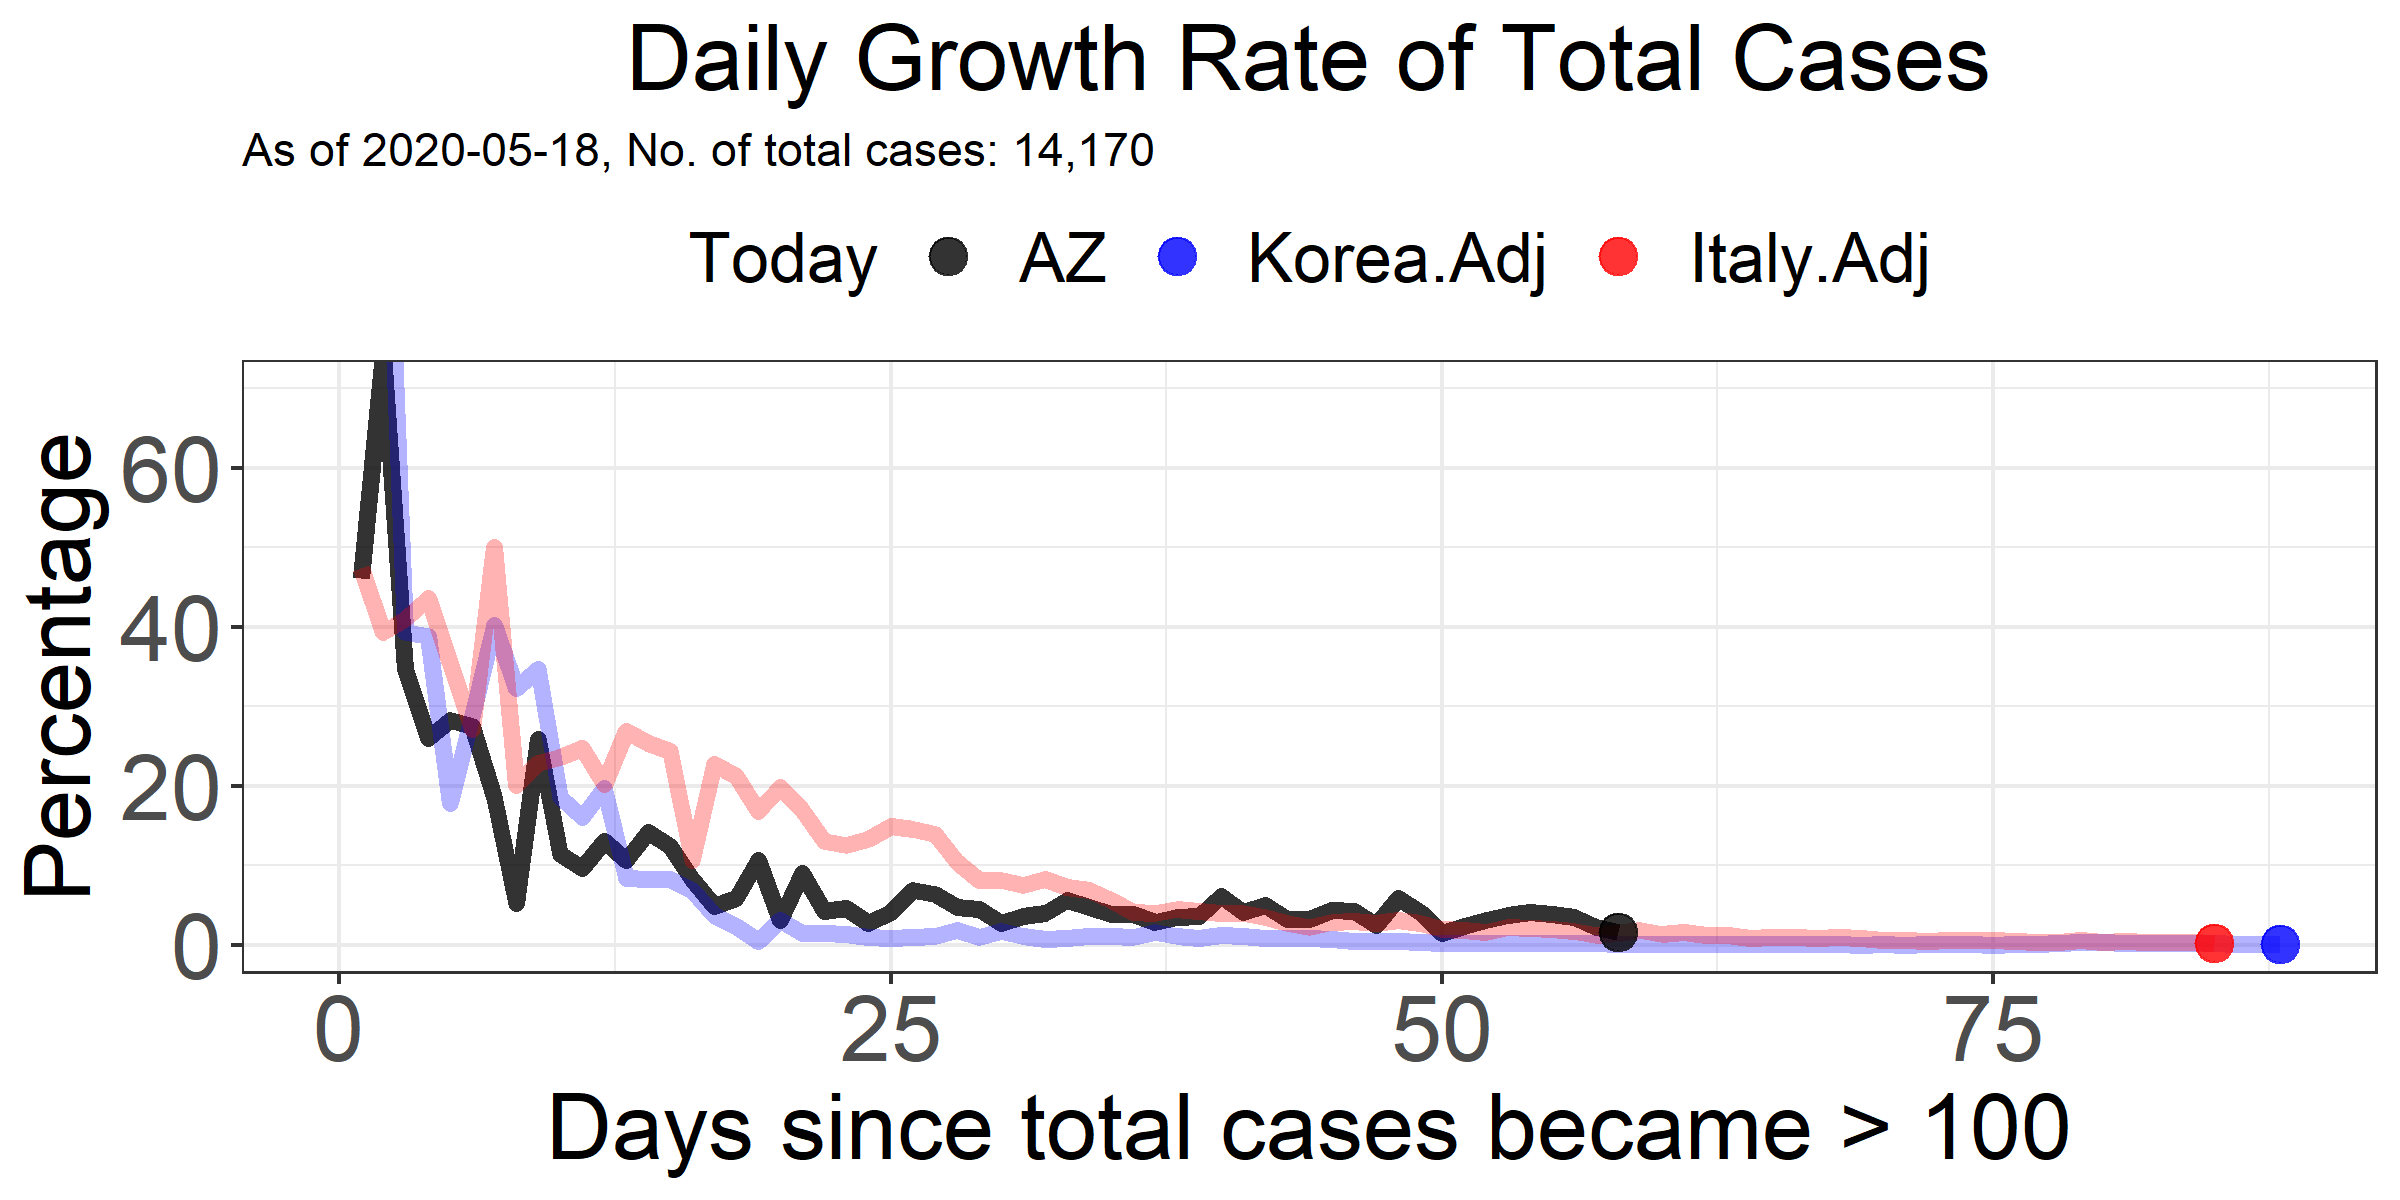 Daily Growth Rate of Total Cases
As of 2020-05-18, No. of total cases: 14,170
Today AZ Korea.Adj Italy.Adj
Percentage
60
40
20
0
0 25 50 75
Days since total cases became > 100